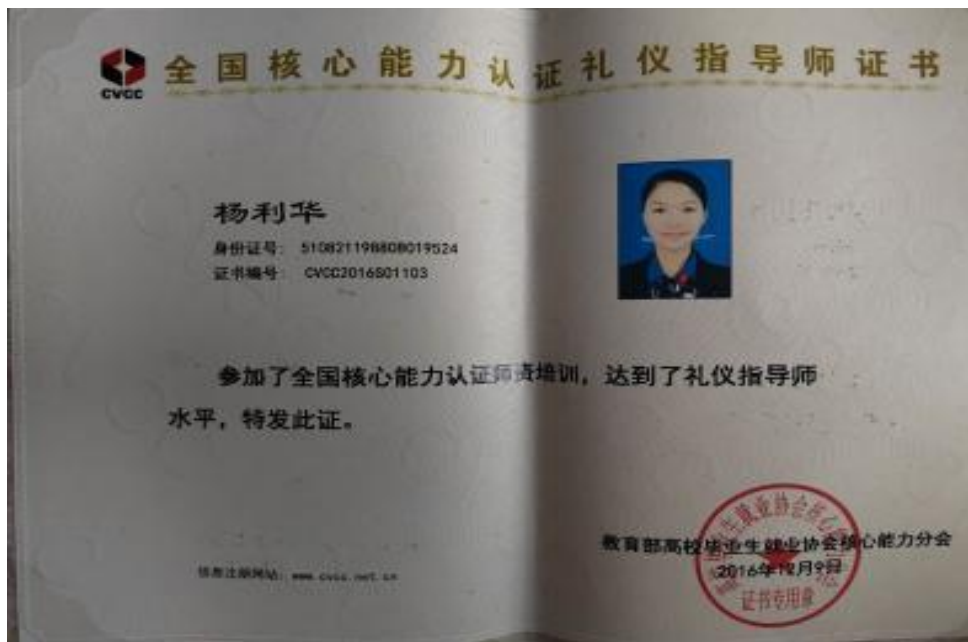 CVCC
全国核心能力认证礼仪指导师证书
杨利华
身份证号: 510821198808019524
证书编号: CVCC2016S01103
参加了全国核心能力认证师资培训，达到了礼仪指导师
水平，特发此证。
教育部高校毕业生就业协会核心能力分会
2016年12月9日
证书专用章
信息注册网站: www.cvcc.net.cn